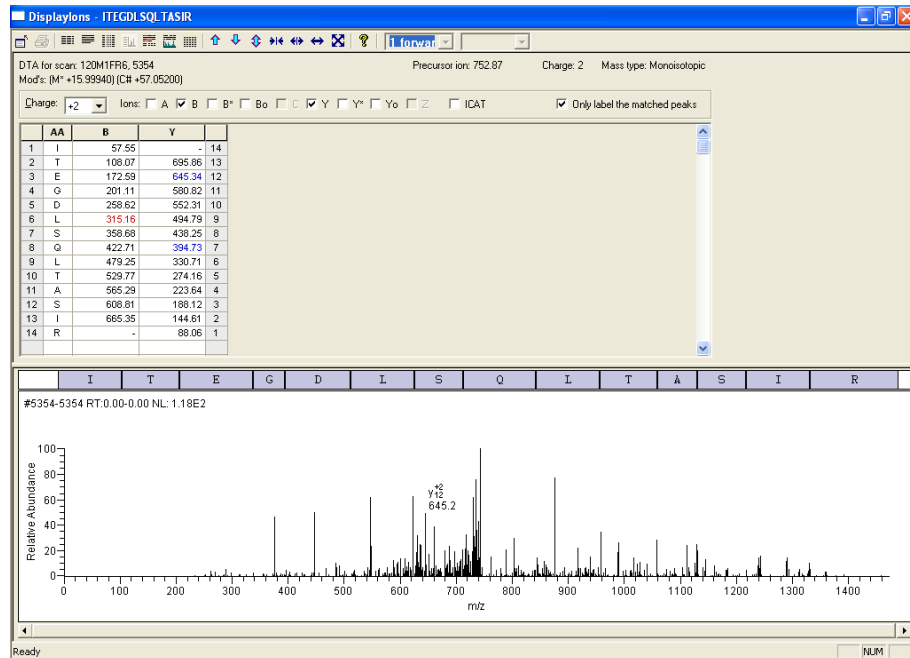 DisplayIons - ITEGDLSQLTASIR
1 forwar
DTA for scan: 120M1FR6, 5354 Precursor ion: 752.87 Charge: 2 Mass type: Monoisotopic
Mod's: (M* +15.99940) (C# +57.05200)
Charge: +2 Ions: A B B* Bo C Y Y* Yo Z ICAT Only label the matched peaks
AA B Y
1 I 57.55 - 14
2 T 108.07 695.86 13
3 E 172.59 645.34 12
4 G 201.11 580.82 11
5 D 258.62 552.31 10
6 L 315.16 494.79 9
7 S 358.68 438.25 8
8 Q 422.71 394.73 7
9 L 479.25 330.71 6
10 T 529.77 274.16 5
11 A 565.29 223.64 4
12 S 608.81 188.12 3
13 I 665.35 144.61 2
14 R - 88.06 1
I T E G D L S Q L T A S I R
#5354-5354 RT:0.00-0.00 NL: 1.18E2
Relative Abundance
100
80
60
40
20
0
y12 +2
645.2
0 100 200 300 400 500 600 700 800 900 1000 1100 1200 1300 1400
m/z
Ready NUM